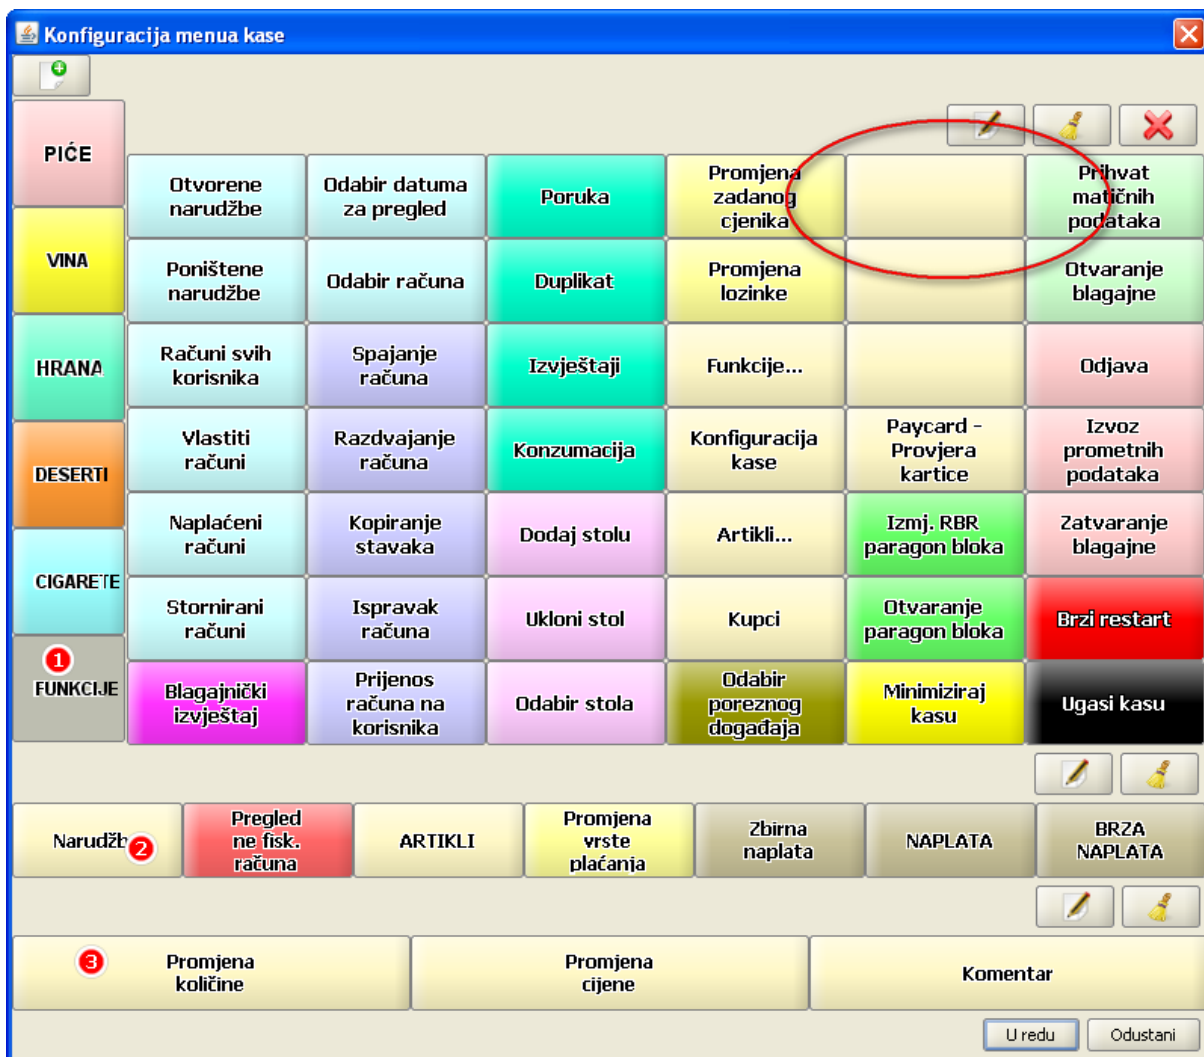 Konfiguracija menua kase
PIĆE
VINA
HRANA
DESERTI
CIGARETE
1
FUNKCIJE
Otvorene
narudžbe
Odabir datuma
za pregled
Poruka
Promjena
zadanog
cjenika
Prihvat
matičnih
podataka
Poništene
narudžbe
Odabir računa
Duplikat
Promjena
lozinke
Otvaranje
blagajne
Računi svih
korisnika
Spajanje
računa
Izvještaji
Funkcije...
Odjava
Vlastiti
računi
Razdvajanje
računa
Konzumacija
Konfiguracija
kase
Paycard -
Provjera
kartice
Izvoz
prometnih
podataka
Naplaćeni
računi
Kopiranje
stavaka
Dodaj stolu
Artikli...
Izmj. RBR
paragon bloka
Zatvaranje
blagajne
Stornirani
računi
Ispravak
računa
Ukloni stol
Kupci
Otvaranje
paragon bloka
Brzi restart
Blagajnički
izvještaj
Prijenos
računa na
korisnika
Odabir stola
Odabir
poreznog
događaja
Minimiziraj
kasu
Ugasi kasu
Narudžb
2
Pregled
ne fisk.
računa
ARTIKLI
Promjena
vrste
plaćanja
Zbirna
naplata
NAPLATA
BRZA
NAPLATA
3
Promjena
količine
Promjena
cijene
Komentar
U redu
Odustani